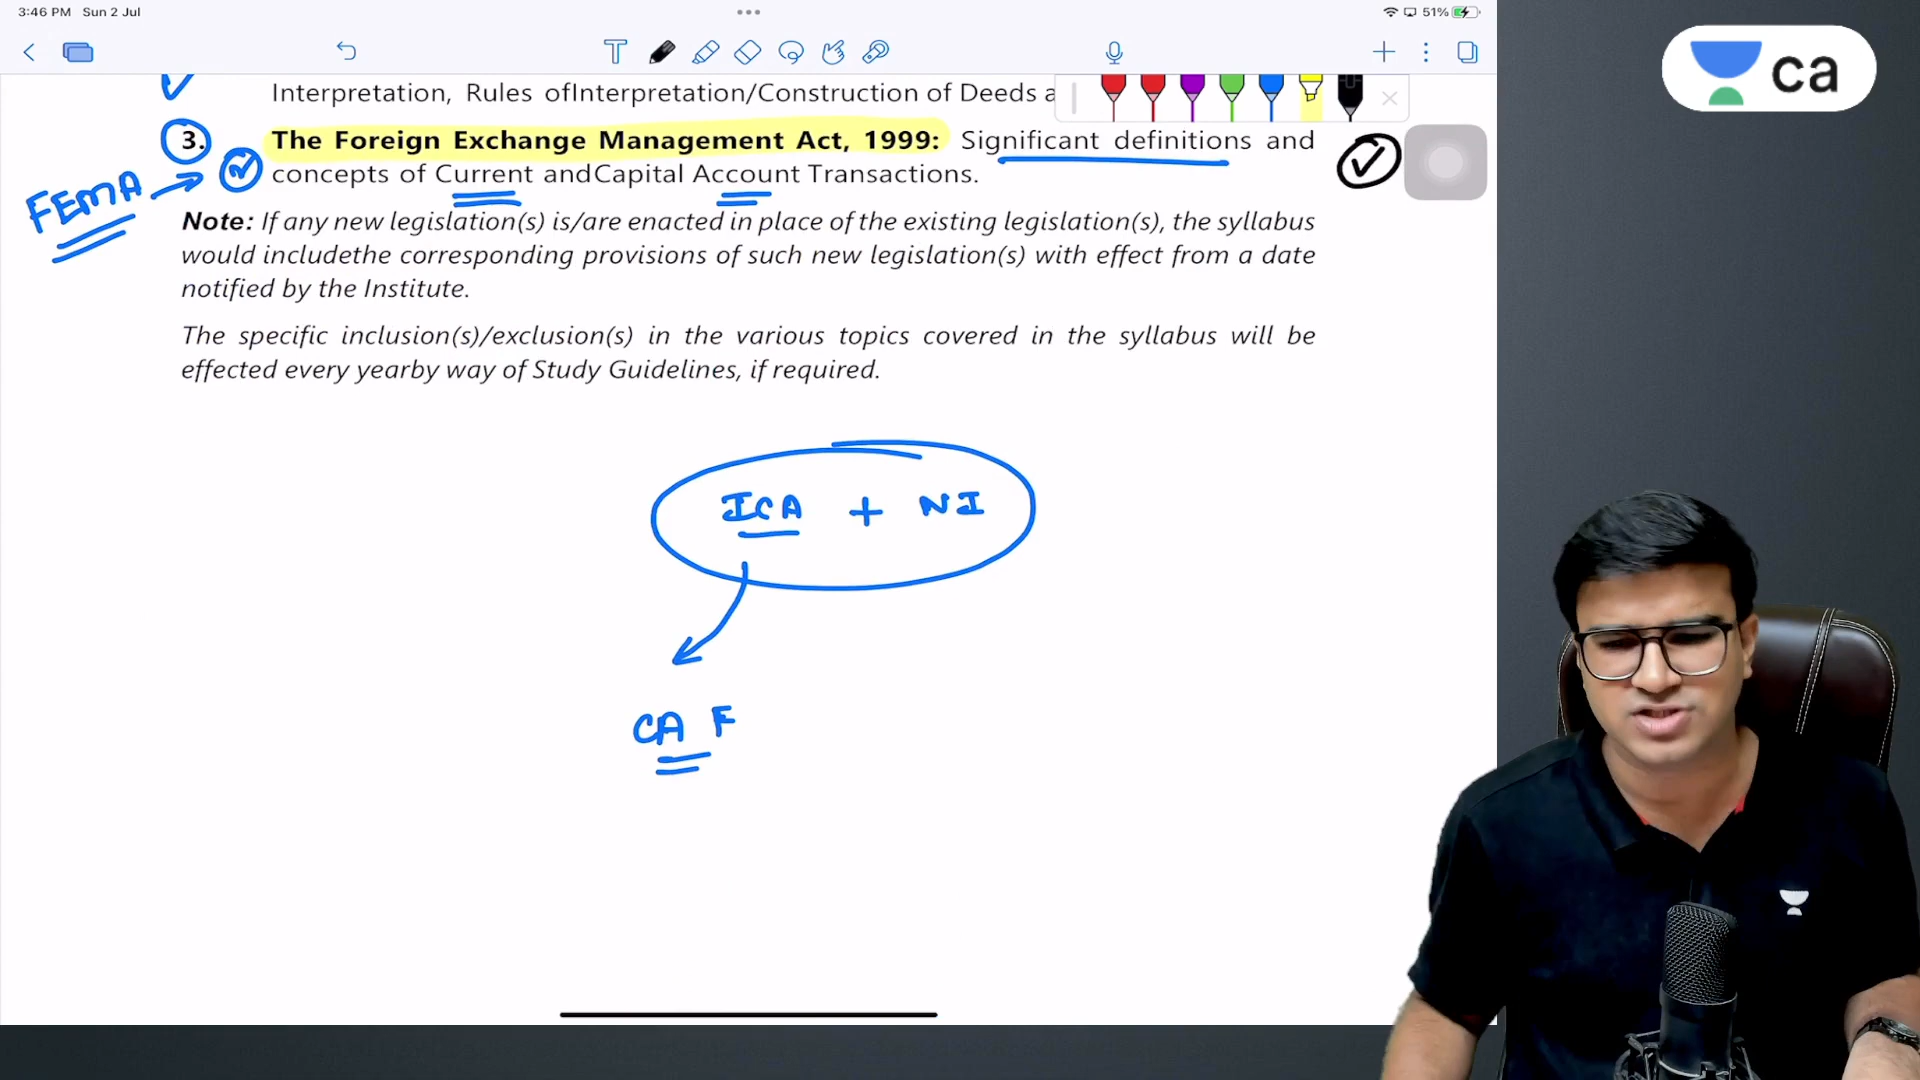 3:46 PM Sun 2 Jul
51%
ca
Interpretation, Rules ofInterpretation/Construction of Deeds a
3. The Foreign Exchange Management Act, 1999: Significant definitions and
concepts of Current andCapital Account Transactions.
FEMA
Note: If any new legislation(s) is/are enacted in place of the existing legislation(s), the syllabus
would includethe corresponding provisions of such new legislation(s) with effect from a date
notified by the Institute.
The specific inclusion(s)/exclusion(s) in the various topics covered in the syllabus will be
effected every yearby way of Study Guidelines, if required.
ICA + NI
CA F